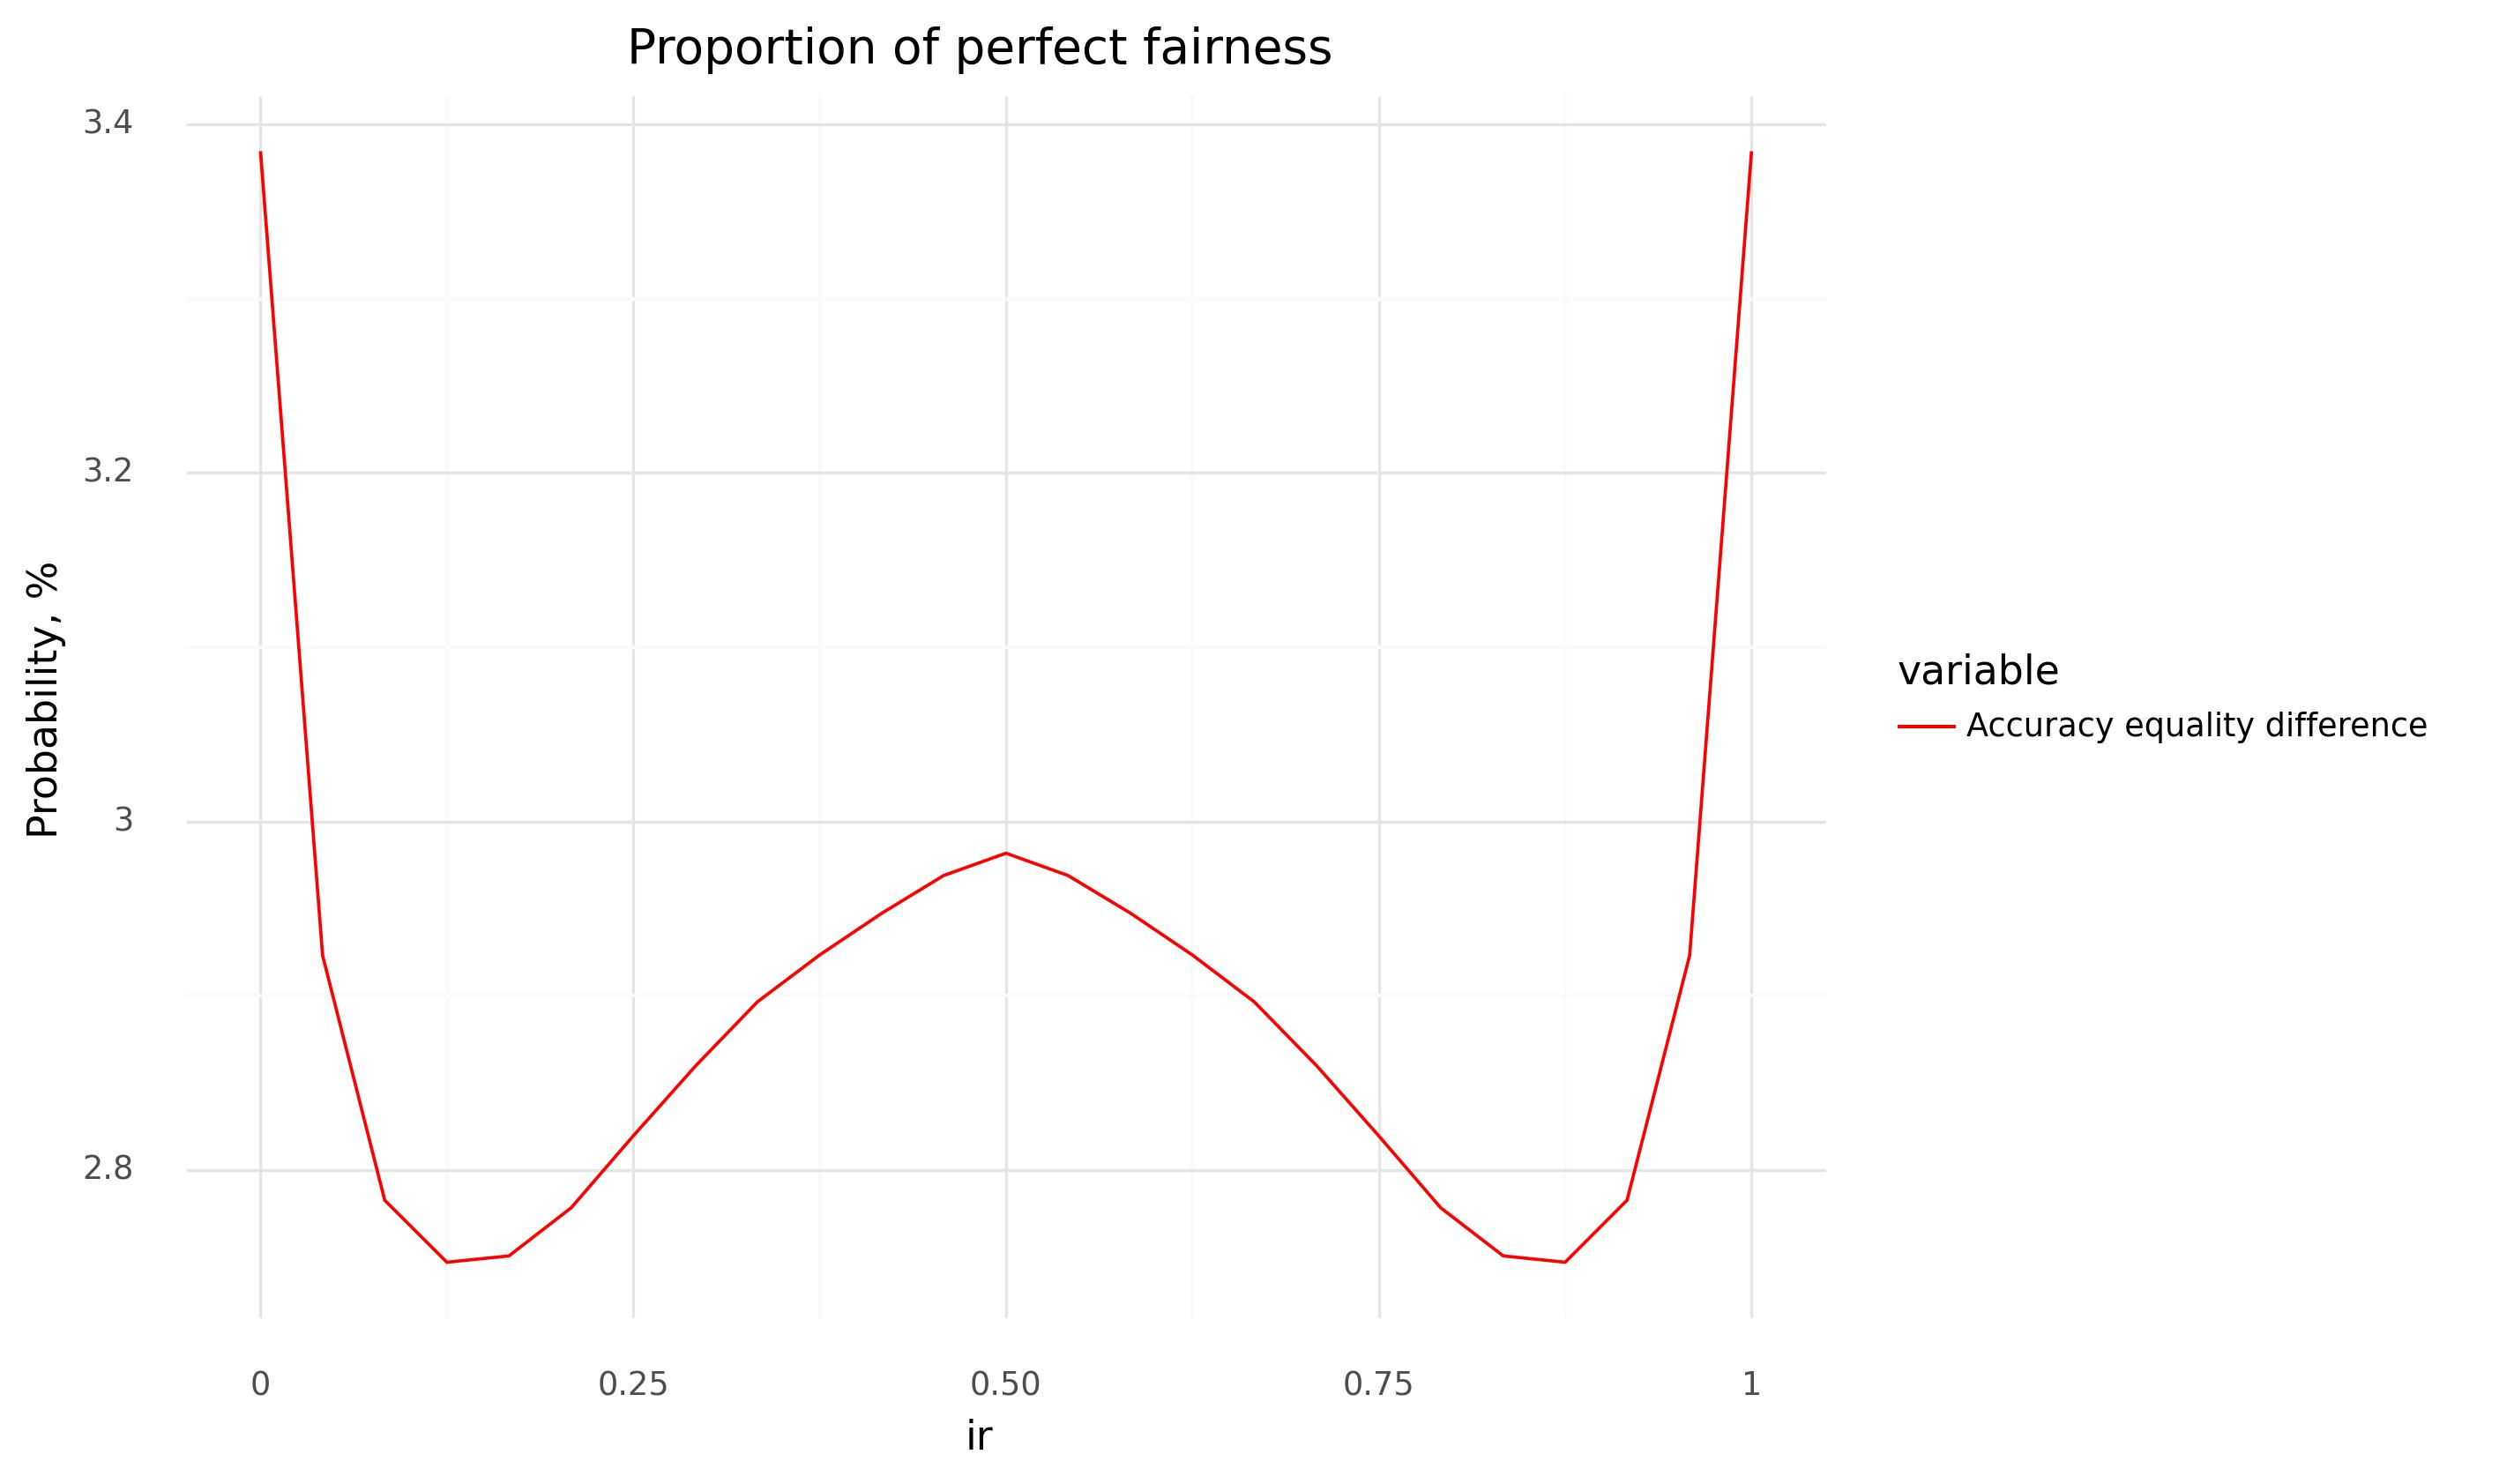 Proportion of perfect fairness
3.4
3.2
3
2.8
Probability, %
0
0.25
0.50
0.75
1
ir
variable
Accuracy equality difference